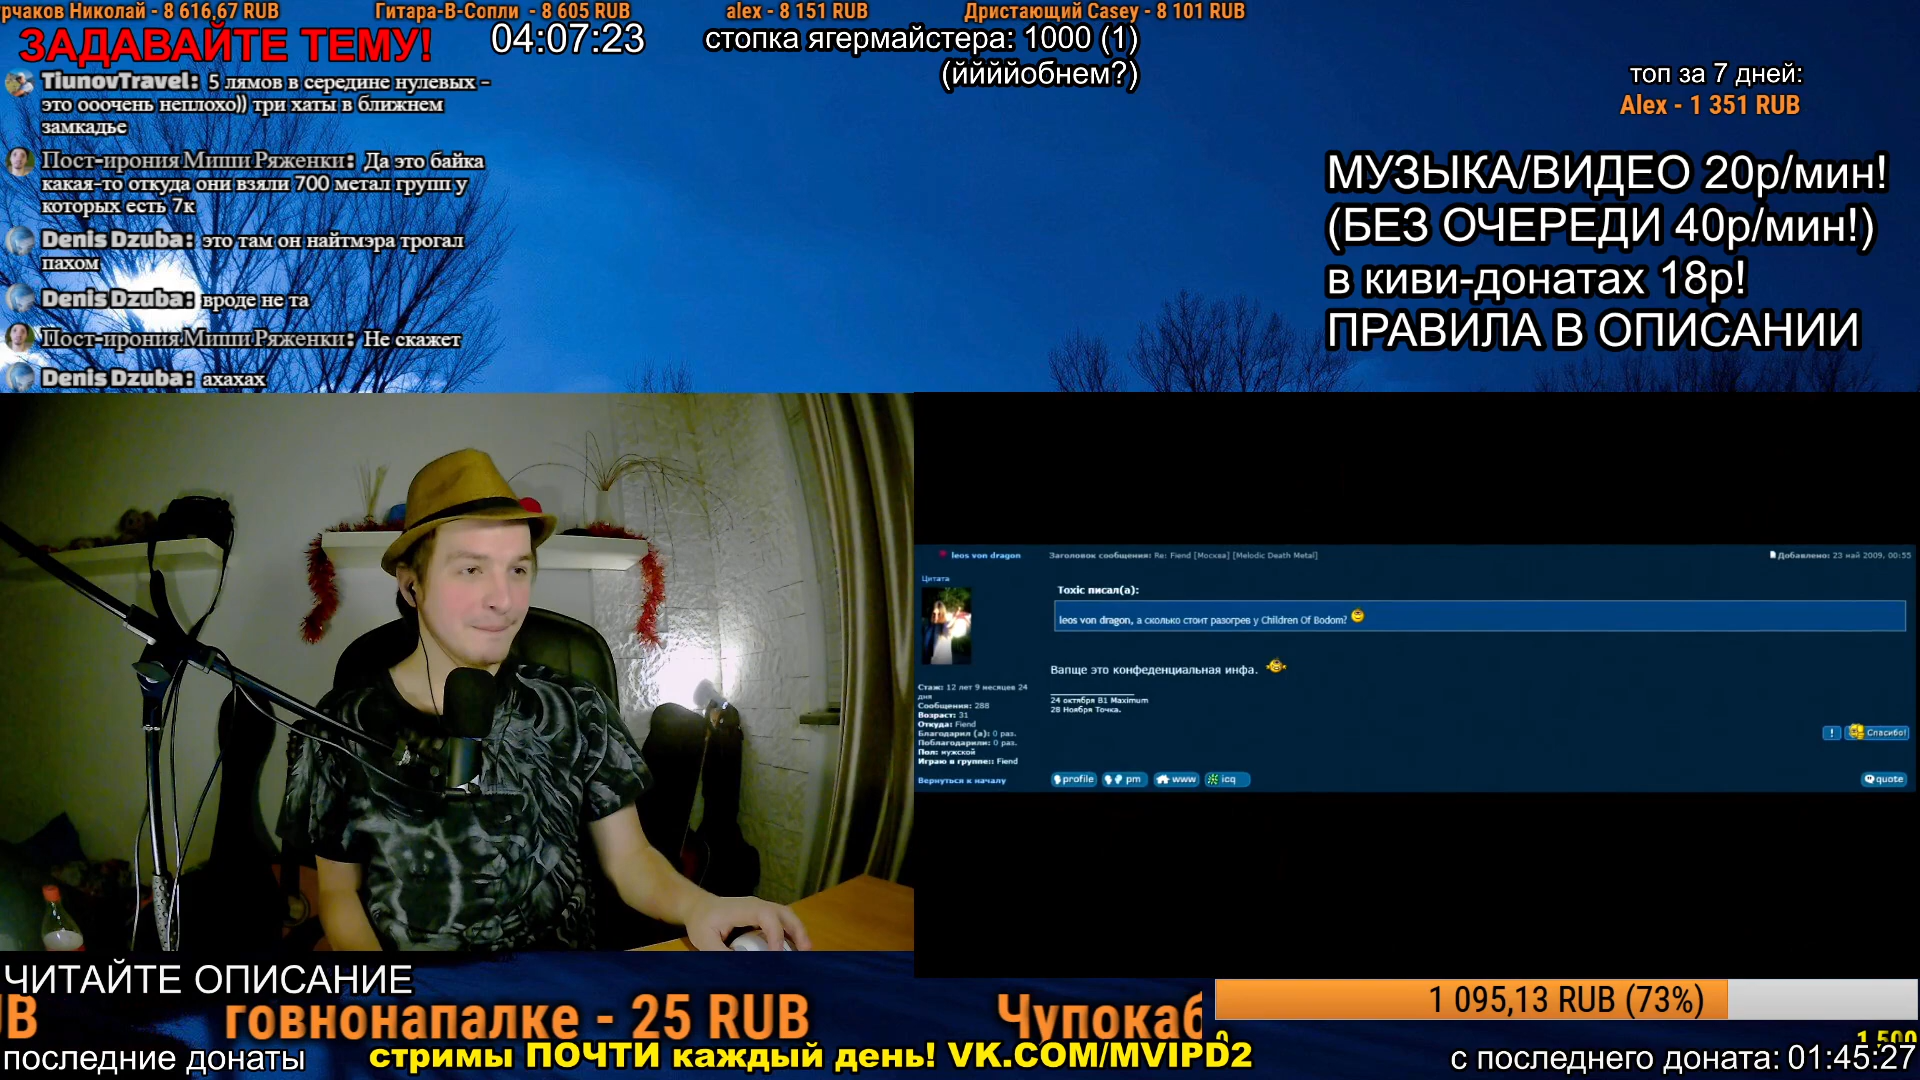 рчаков Николай - 8 616,67 RUB Гитара-В-Сопли - 8 605 RUB alex - 8 151 RUB Дристающий Casey - 8 101 RUB
ЗАДАВАЙТЕ ТЕМУ!
04:07:23
стопка ягермайстера: 1000 (1)
(ййййобнем?)
TiunovTravel: 5 лямов в середине нулевых -
это ооочень неплохо)) три хаты в ближнем
замкадье
Пост-ирония Миши Ряженки: Да это байка
какая-то откуда они взяли 700 метал групп у
которых есть 7к
Denis Dzuba: это там он найтмэра трогал
пахом
Denis Dzuba: вроде не та
Пост-ирония Миши Ряженки: Не скажет
Denis Dzuba: ахахах
топ за 7 дней:
Alex - 1 351 RUB
МУЗЫКА/ВИДЕО 20р/мин!
(БЕЗ ОЧЕРЕДИ 40р/мин!)
в киви-донатах 18р!
ПРАВИЛА В ОПИСАНИИ
leos von dragon
Заголовок сообщения: Re: Fiend [Москва] [Melodic Death Metal]
Добавлено: 23 май 2009, 00:55
Цитата
Toxic писал(а):
leos von dragon, а сколько стоит разогрев у Children Of Bodom?
Вапще это конфеденциальная инфа.
24 октября B1 Maximum
28 Ноября Точка.
Стаж: 12 лет 9 месяцев 24
дня
Сообщения: 288
Возраст: 31
Откуда: Fiend
Благодарил (а): 0 раз.
Поблагодарили: 0 раз.
Пол: мужской
Играю в группе:: Fiend
Вернуться к началу
! Спасибо!
profile pm www icq
quote
ЧИТАЙТЕ ОПИСАНИЕ
UB говнонапалке - 25 RUB Чупокаб
последние донаты
стримы ПОЧТИ каждый день! VK.COM/MVIPD2
1 095,13 RUB (73%)
0 1 500
с последнего доната: 01:45:27